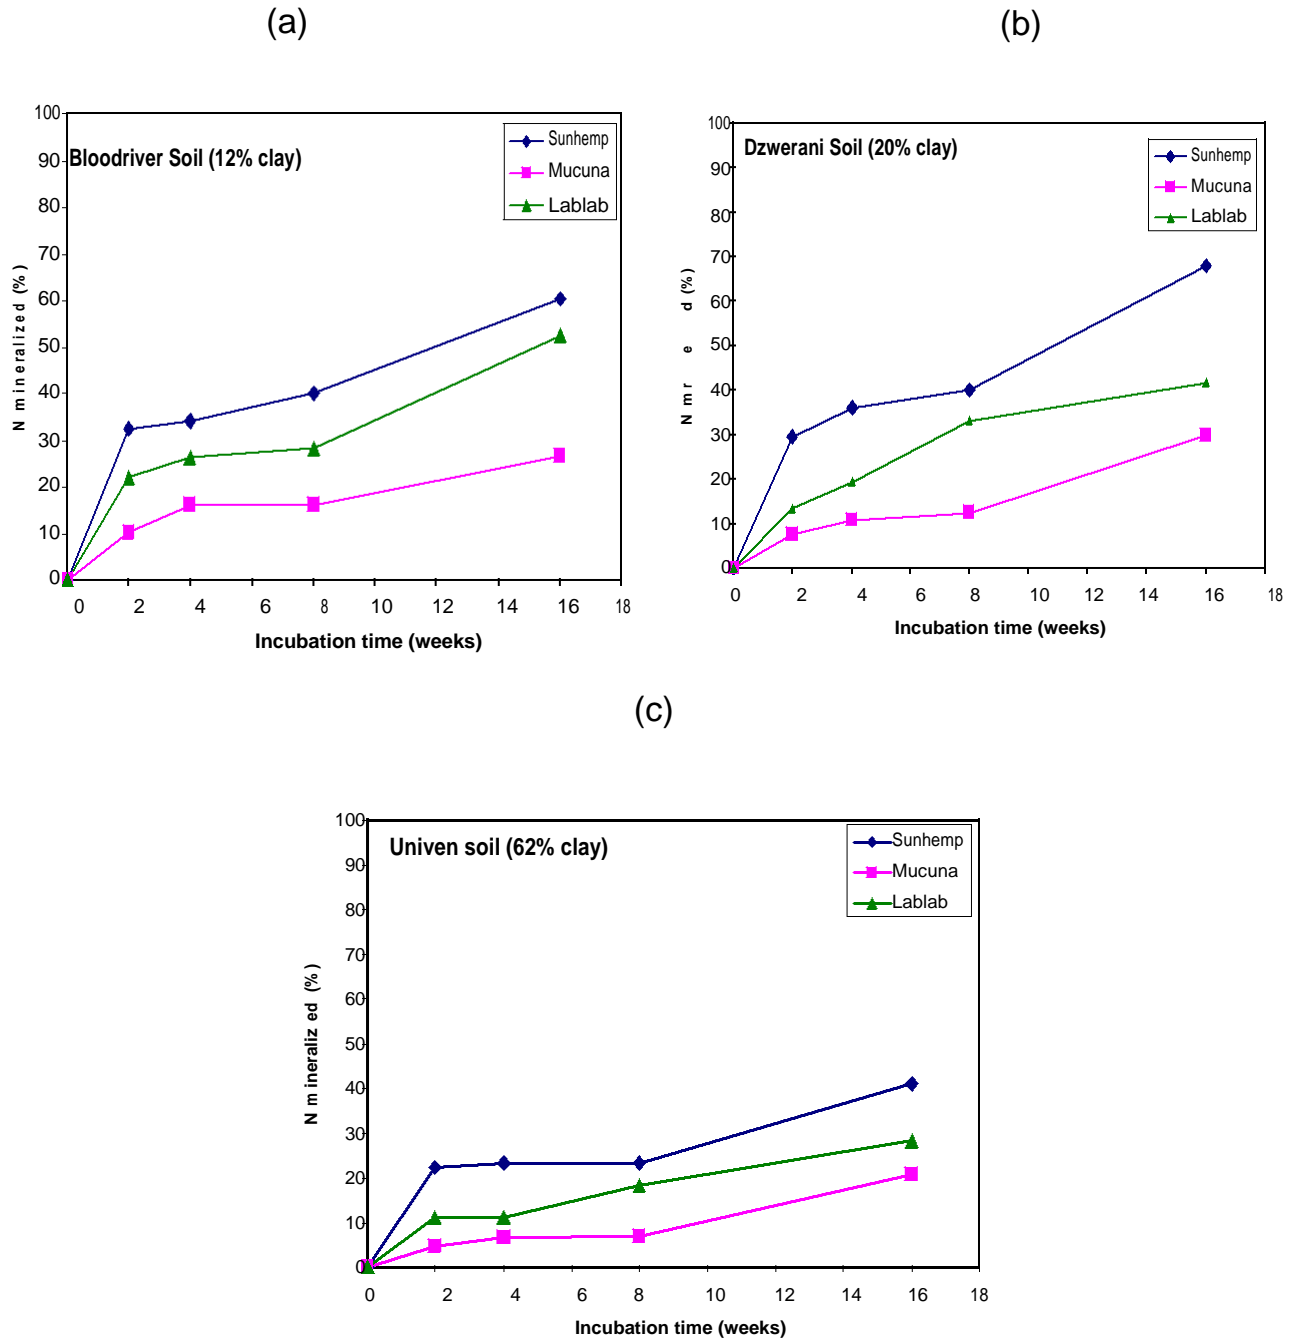 (a)
(b)
100
90
80
70
60
50
40
30
20
10
0
N mineralized (%)
Bloodriver Soil (12% clay)
Sunhemp
Mucuna
Lablab
0 2 4 6 8 10 12 14 16 18
Incubation time (weeks)
100
90
80
70
60
50
40
30
20
10
0
N m r e d (%)
Dzwerani Soil (20% clay)
Sunhemp
Mucuna
Lablab
0 2 4 6 8 10 12 14 16 18
Incubation time (weeks)
(c)
100
90
80
70
60
50
40
30
20
10
0
N mineralized (%)
Univen soil (62% clay)
Sunhemp
Mucuna
Lablab
0 2 4 6 8 10 12 14 16 18
Incubation time (weeks)